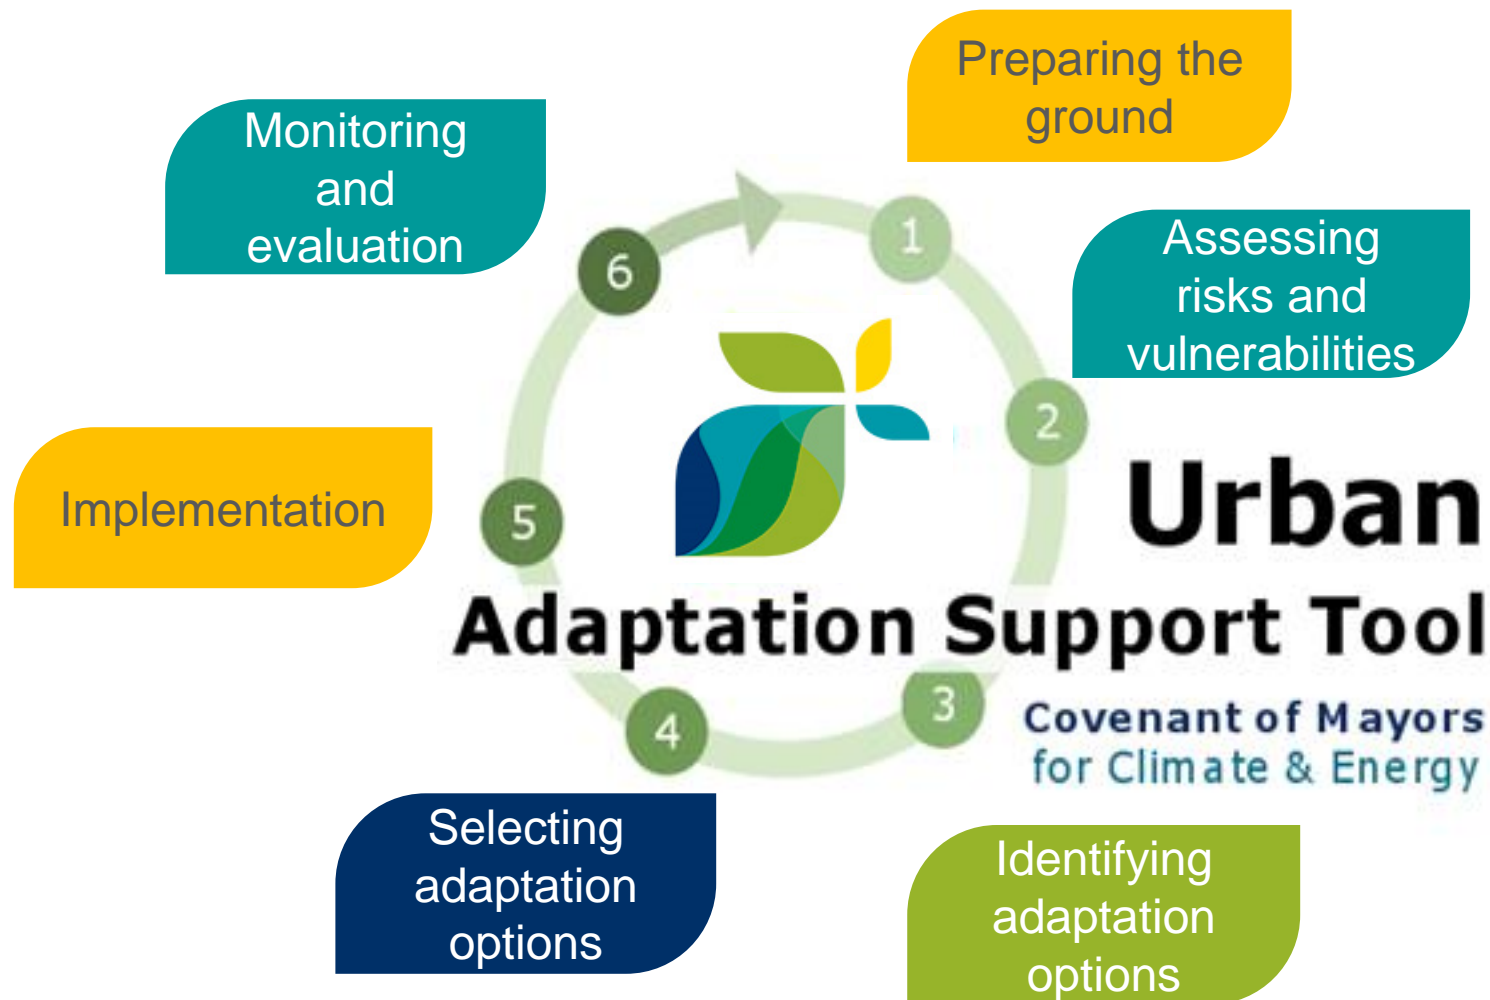 Preparing the
ground
Monitoring
and
evaluation
1
Assessing
risks and
vulnerabilities
6
2
Urban
Implementation
5
Adaptation Support Tool
3
4
Covenant of Mayors
for Climate & Energy
Selecting
adaptation
options
Identifying
adaptation
options